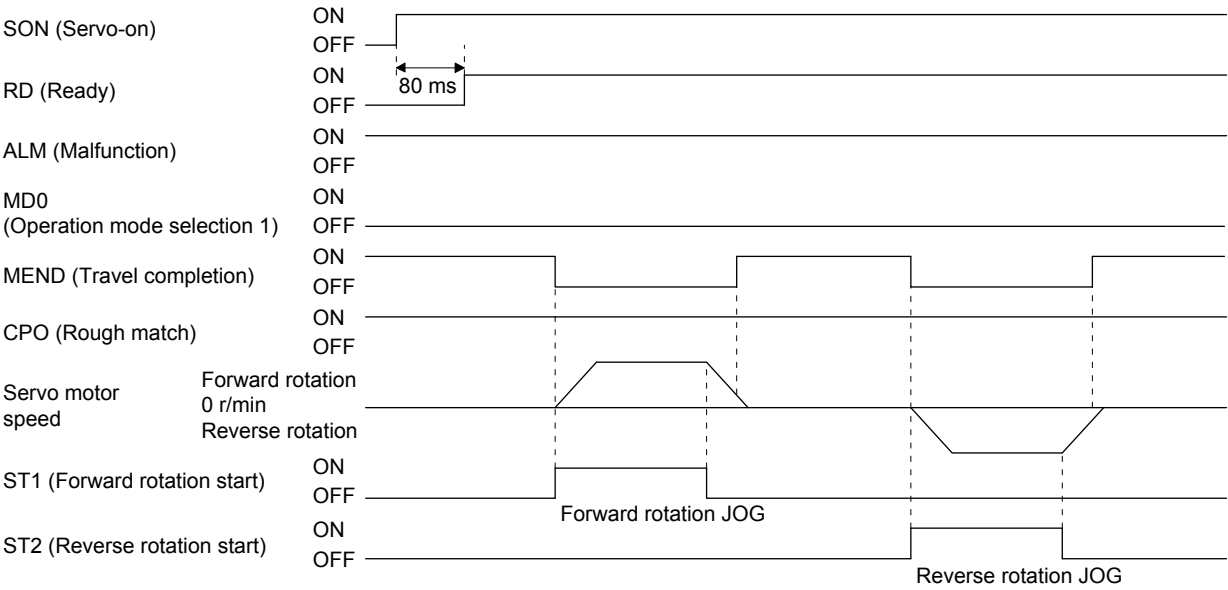 SON (Servo-on)
ON
OFF
80 ms
RD (Ready)
ON
OFF
ALM (Malfunction)
ON
OFF
MD0
(Operation mode selection 1)
ON
OFF
MEND (Travel completion)
ON
OFF
CPO (Rough match)
ON
OFF
Servo motor
speed
Forward rotation
0 r/min
Reverse rotation
ST1 (Forward rotation start)
ON
OFF
Forward rotation JOG
ST2 (Reverse rotation start)
ON
OFF
Reverse rotation JOG